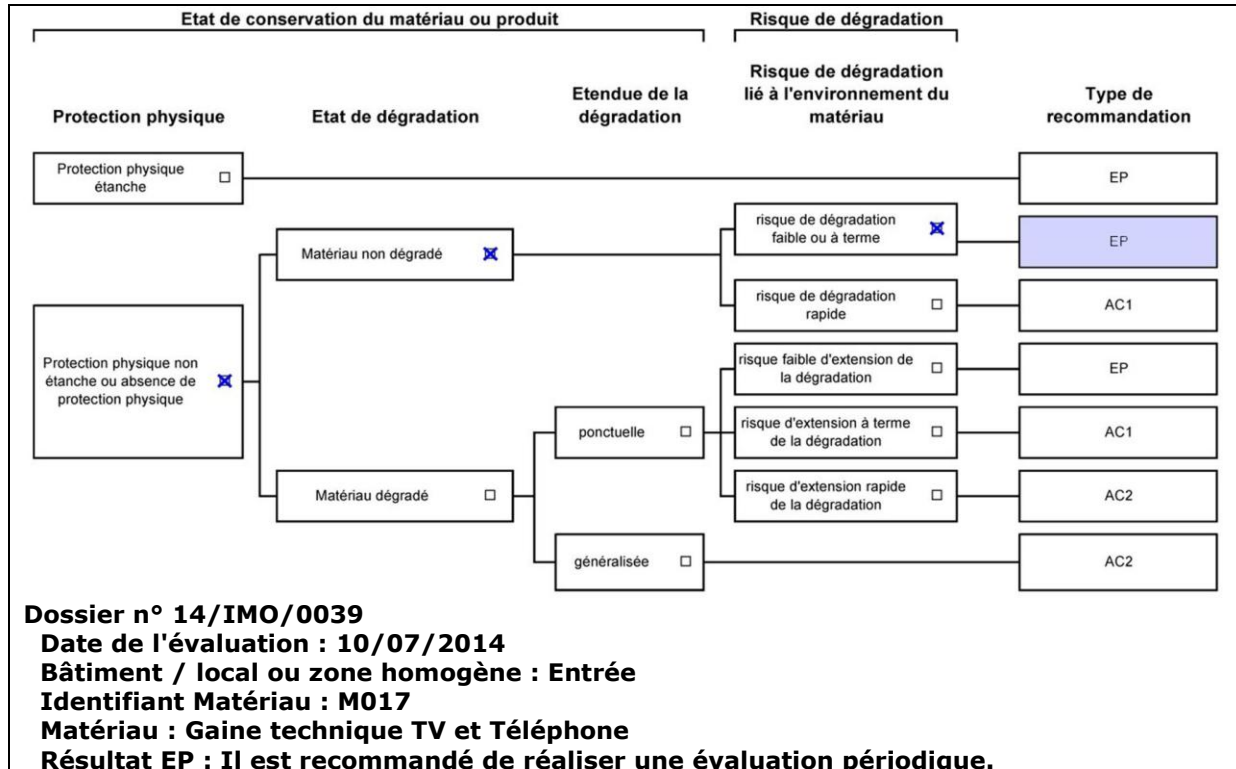 Etat de conservation du matériau ou produit
Risque de dégradation
Protection physique
Etat de dégradation
Etendue de la
dégradation
Risque de dégradation
lié à l'environnement du
matériau
Type de
recommandation
Protection physique
étanche
EP
risque de dégradation
faible ou à terme
EP
Matériau non dégradé
risque de dégradation
rapide
AC1
Protection physique non
étanche ou absence de
protection physique
risque faible d'extension de
la dégradation
EP
ponctuelle
risque d'extension à terme
de la dégradation
AC1
Matériau dégradé
risque d'extension rapide
de la dégradation
AC2
généralisée
AC2
Dossier n° 14/IMO/0039
Date de l'évaluation : 10/07/2014
Bâtiment / local ou zone homogène : Entrée
Identifiant Matériau : M017
Matériau : Gaine technique TV et Téléphone
Résultat EP : Il est recommandé de réaliser une évaluation périodique.